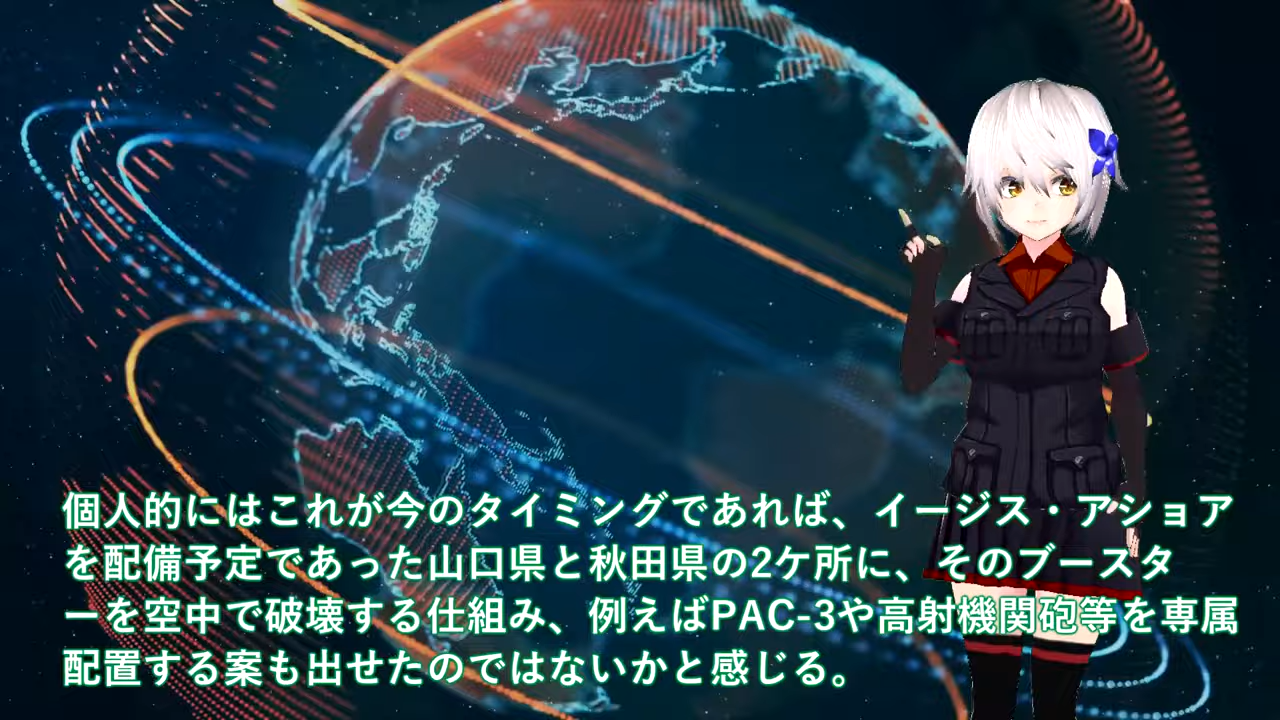 個人的にはこれが今のタイミングであれば、イージス・アショア
を配備予定であった山口県と秋田県の2ケ所に、そのブースタ
ーを空中で破壊する仕組み、例えばPAC-3や高射機関砲等を専属
配置する案も出せたのではないかと感じる。